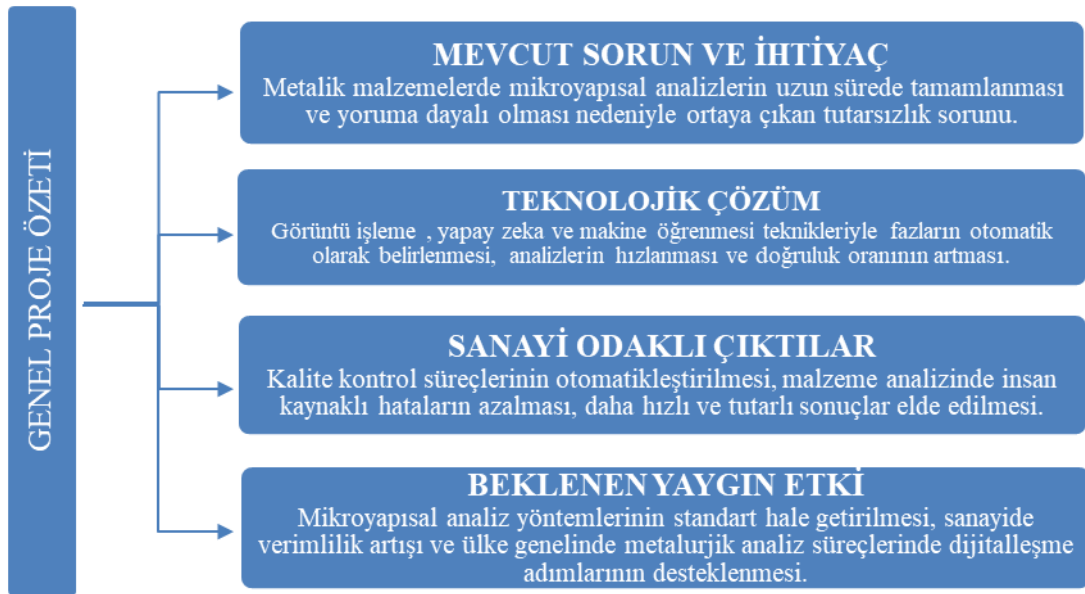 GENEL PROJE ÖZETİ
MEVCUT SORUN VE İHTİYAÇ
Metalik malzemelerde mikroyapısal analizlerin uzun sürede tamamlanması
ve yoruma dayalı olması nedeniyle ortaya çıkan tutarsızlık sorunu.
TEKNOLOJİK ÇÖZÜM
Görüntü işleme , yapay zeka ve makine öğrenmesi teknikleriyle fazların otomatik
olarak belirlenmesi, analizlerin hızlanması ve doğruluk oranının artması.
SANAYİ ODAKLI ÇIKTILAR
Kalite kontrol süreçlerinin otomatikleştirilmesi, malzeme analizinde insan
kaynaklı hataların azalması, daha hızlı ve tutarlı sonuçlar elde edilmesi.
BEKLENEN YAYGIN ETKİ
Mikroyapısal analiz yöntemlerinin standart hale getirilmesi, sanayide
verimlilik artışı ve ülke genelinde metalurjik analiz süreçlerinde dijitalleşme
adımlarının desteklenmesi.